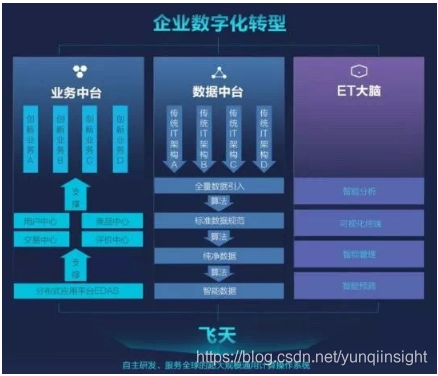 企业数字化转型
业务中台
创新业务A
创新业务B
创新业务C
创新业务D
支撑
用户中心
商品中心
交易中心
评价中心
支撑
分布式应用平台EDAS
数据中台
传统IT架构A
传统IT架构B
传统IT架构C
传统IT架构D
全量数据引入
算法
标准数据规范
算法
纯净数据
算法
智能数据
ET大脑
智能分析
可视化终端
智能管理
智能预测
飞天
https://blog.csdn.net/yunqiinsight
自主研发、服务全球的超大规模通用计算操作系统